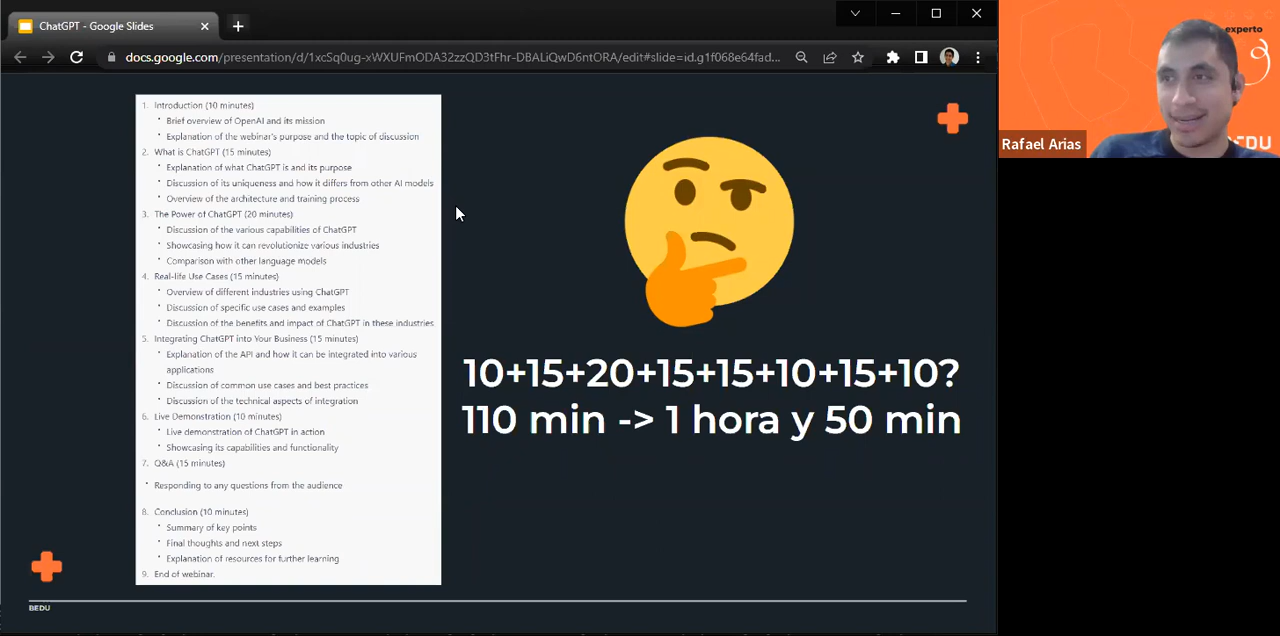 ChatGPT - Google Slides
docs.google.com/presentation/d/1xcSq0ug-xWXUFmODA32zzQD3tFhr-DBALiQwD6ntORA/edit#slide=id.g1f068e64fad...
experto
BEDU
Rafael Arias
1. Introduction (10 minutes)
• Brief overview of OpenAI and its mission
• Explanation of the webinar's purpose and the topic of discussion
2. What is ChatGPT (15 minutes)
• Explanation of what ChatGPT is and its purpose
• Discussion of its uniqueness and how it differs from other AI models
• Overview of the architecture and training process
3. The Power of ChatGPT (20 minutes)
• Discussion of the various capabilities of ChatGPT
• Showcasing how it can revolutionize various industries
• Comparison with other language models
4. Real-life Use Cases (15 minutes)
• Overview of different industries using ChatGPT
• Discussion of specific use cases and examples
• Discussion of the benefits and impact of ChatGPT in these industries
5. Integrating ChatGPT into Your Business (15 minutes)
• Explanation of the API and how it can be integrated into various
applications
• Discussion of common use cases and best practices
• Discussion of the technical aspects of integration
6. Live Demonstration (10 minutes)
• Live demonstration of ChatGPT in action
• Showcasing its capabilities and functionality
7. Q&A (15 minutes)
• Responding to any questions from the audience
8. Conclusion (10 minutes)
• Summary of key points
• Final thoughts and next steps
• Explanation of resources for further learning
9. End of webinar.
10+15+20+15+15+10+15+10?
110 min -> 1 hora y 50 min
BEDU